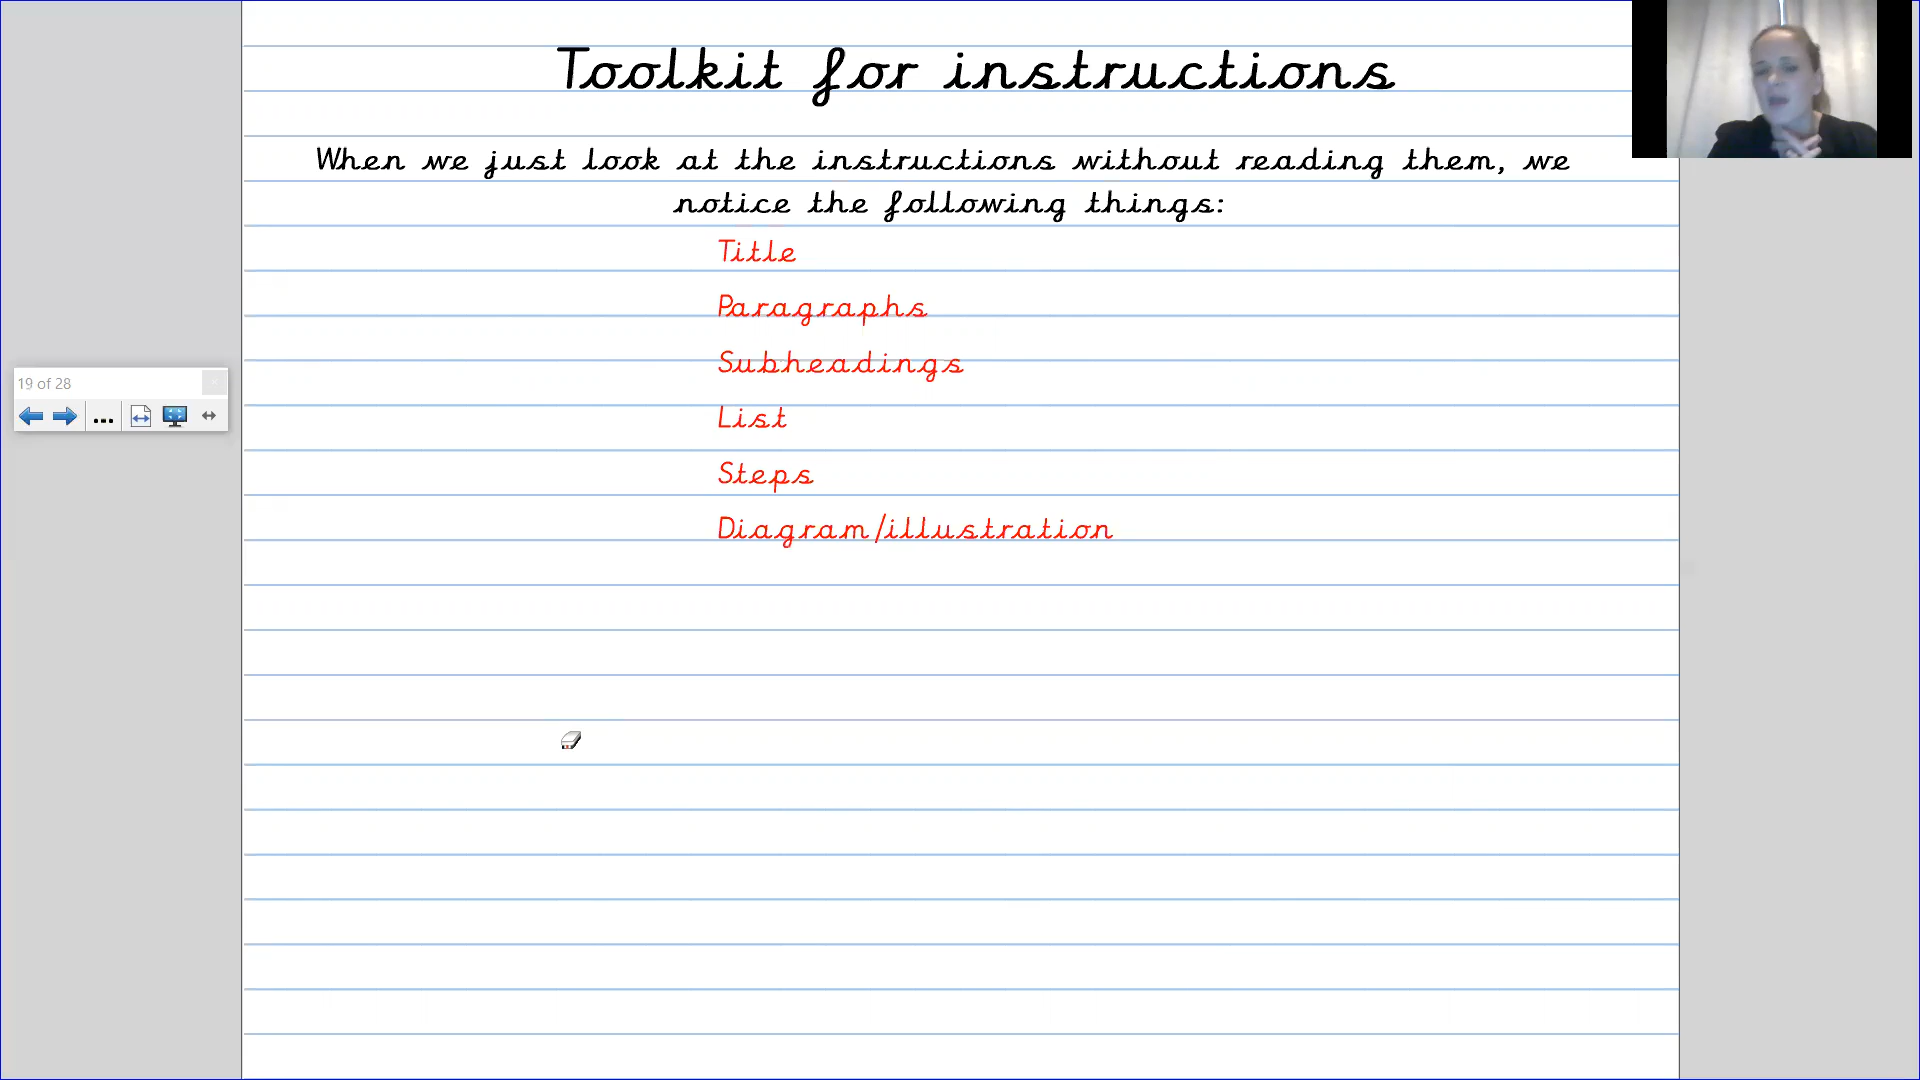 Toolkit for instructions
When we just look at the instructions without reading them, we
notice the following things:
Title
Paragraphs
Subheadings
List
Steps
Diagram/illustration
19 of 28
...